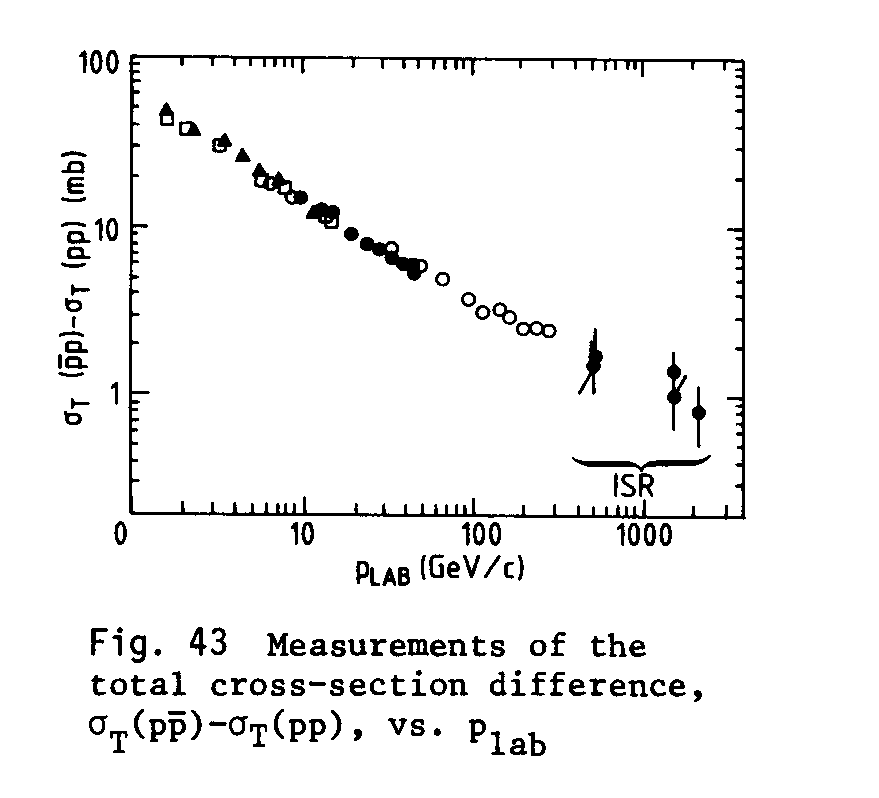 100
10
1
σT (p̄p)-σT (pp) (mb)
0 10 100 1000
ISR
pLAB (GeV/c)
Fig. 43 Measurements of the
total cross-section difference,
σT(pp̄)-σT(pp), vs. plab